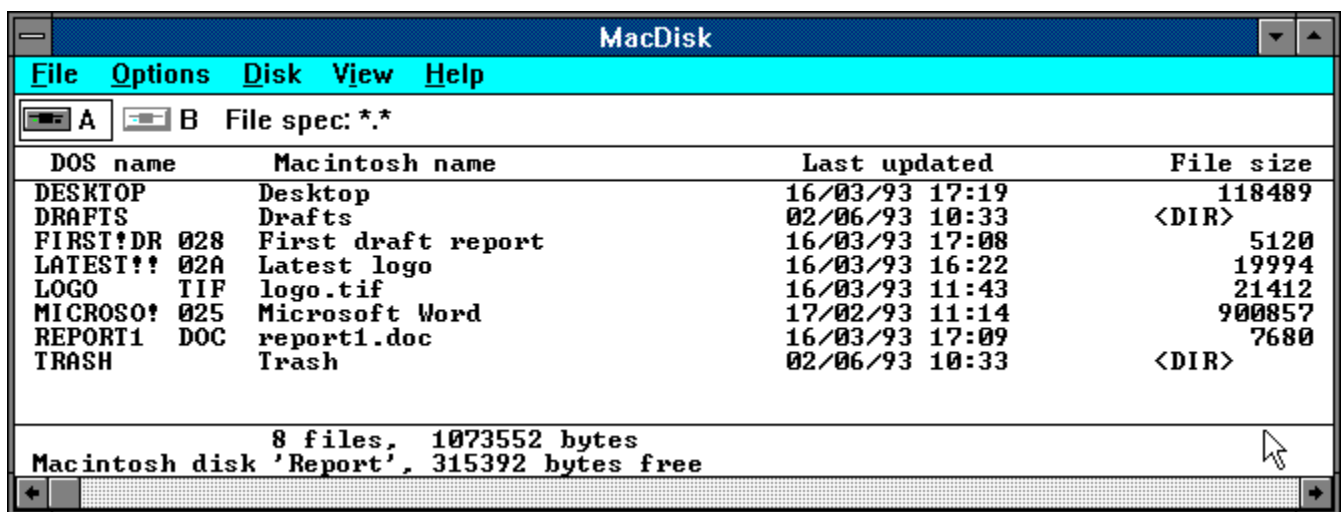 MacDisk
File Options Disk View Help
A B File spec: *.*
DOS name Macintosh name Last updated File size
DESKTOP Desktop 16/03/93 17:19 118489
DRAFTS Drafts 02/06/93 10:33 <DIR>
FIRST!DR 028 First draft report 16/03/93 17:08 5120
LATEST!! 02A Latest logo 16/03/93 16:22 19994
LOGO TIF logo.tif 16/03/93 11:43 21412
MICROSO! 025 Microsoft Word 17/02/93 11:14 900857
REPORT1 DOC report1.doc 16/03/93 17:09 7680
TRASH Trash 02/06/93 10:33 <DIR>
8 files, 1073552 bytes
Macintosh disk 'Report', 315392 bytes free